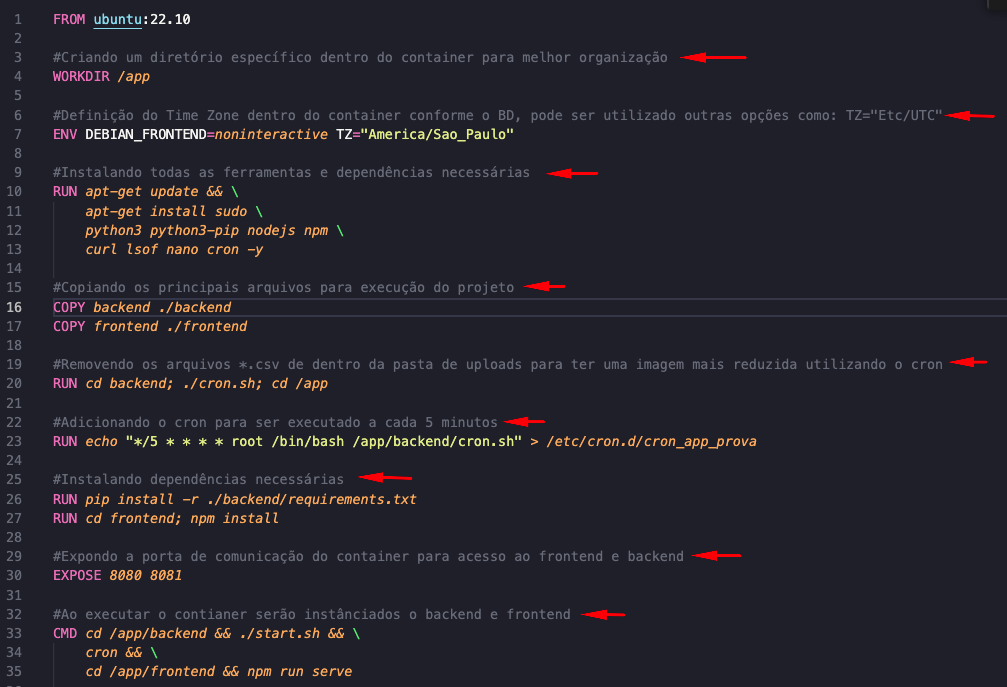 1 FROM ubuntu:22.10
2
3 #Criando um diretório específico dentro do container para melhor organização
4 WORKDIR /app
5
6 #Definição do Time Zone dentro do container conforme o BD, pode ser utilizado outras opções como: TZ="Etc/UTC"
7 ENV DEBIAN_FRONTEND=noninteractive TZ="America/Sao_Paulo"
8
9 #Instalando todas as ferramentas e dependências necessárias
10 RUN apt-get update && \
11 apt-get install sudo \
12 python3 python3-pip nodejs npm \
13 curl lsof nano cron -y
14
15 #Copiando os principais arquivos para execução do projeto
16 COPY backend ./backend
17 COPY frontend ./frontend
18
19 #Removendo os arquivos *.csv de dentro da pasta de uploads para ter uma imagem mais reduzida utilizando o cron
20 RUN cd backend; ./cron.sh; cd /app
21
22 #Adicionando o cron para ser executado a cada 5 minutos
23 RUN echo "*/5 * * * * root /bin/bash /app/backend/cron.sh" > /etc/cron.d/cron_app_prova
24
25 #Instalando dependências necessárias
26 RUN pip install -r ./backend/requirements.txt
27 RUN cd frontend; npm install
28
29 #Expondo a porta de comunicação do container para acesso ao frontend e backend
30 EXPOSE 8080 8081
31
32 #Ao executar o contianer serão instânciados o backend e frontend
33 CMD cd /app/backend && ./start.sh && \
34 cron && \
35 cd /app/frontend && npm run serve